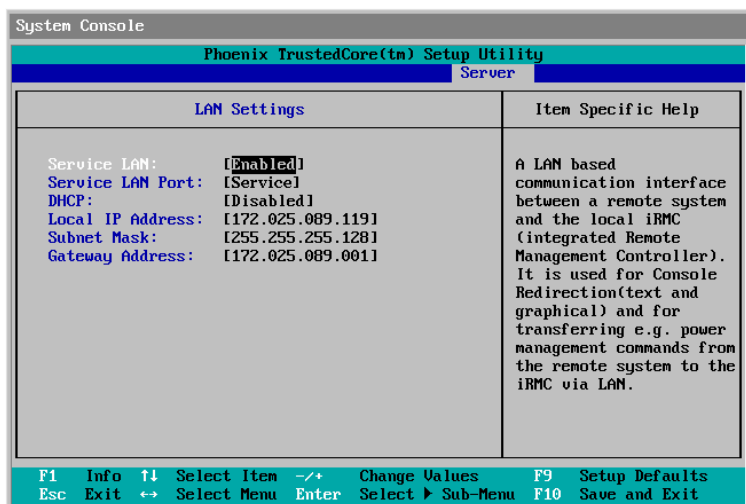 System Console
Phoenix TrustedCore(tm) Setup Utility
Server
LAN Settings
Item Specific Help
Service LAN: [Enabled]
Service LAN Port: [Service]
DHCP: [Disabled]
Local IP Address: [172.025.089.119]
Subnet Mask: [255.255.255.128]
Gateway Address: [172.025.089.001]
A LAN based
communication interface
between a remote system
and the local iRMC
(integrated Remote
Management Controller).
It is used for Console
Redirection(text and
graphical) and for
transferring e.g. power
management commands from
the remote system to the
iRMC via LAN.
F1 Info ↑↓ Select Item -/+ Change Values F9 Setup Defaults
Esc Exit ↔ Select Menu Enter Select ▶ Sub-Menu F10 Save and Exit